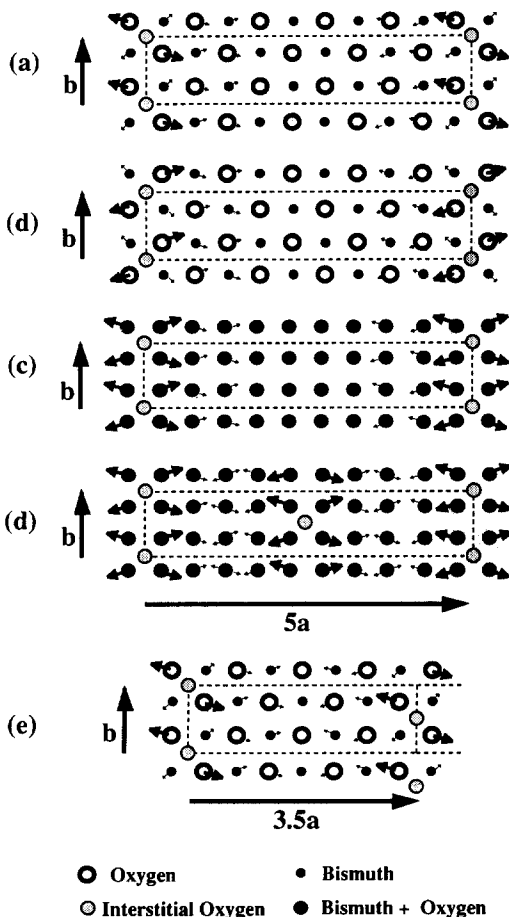 (a)
b
(d)
b
(c)
b
(d)
b
5a
(e)
b
3.5a
Oxygen
Bismuth
Interstitial Oxygen
Bismuth + Oxygen